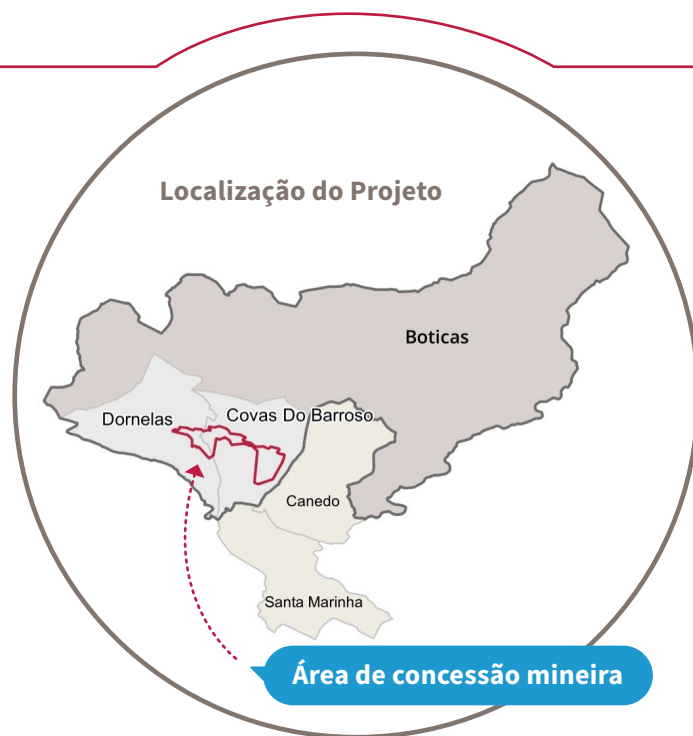 Localização do Projeto
Boticas
Dornelas
Covas Do Barroso
Canedo
Santa Marinha
Área de concessão mineira